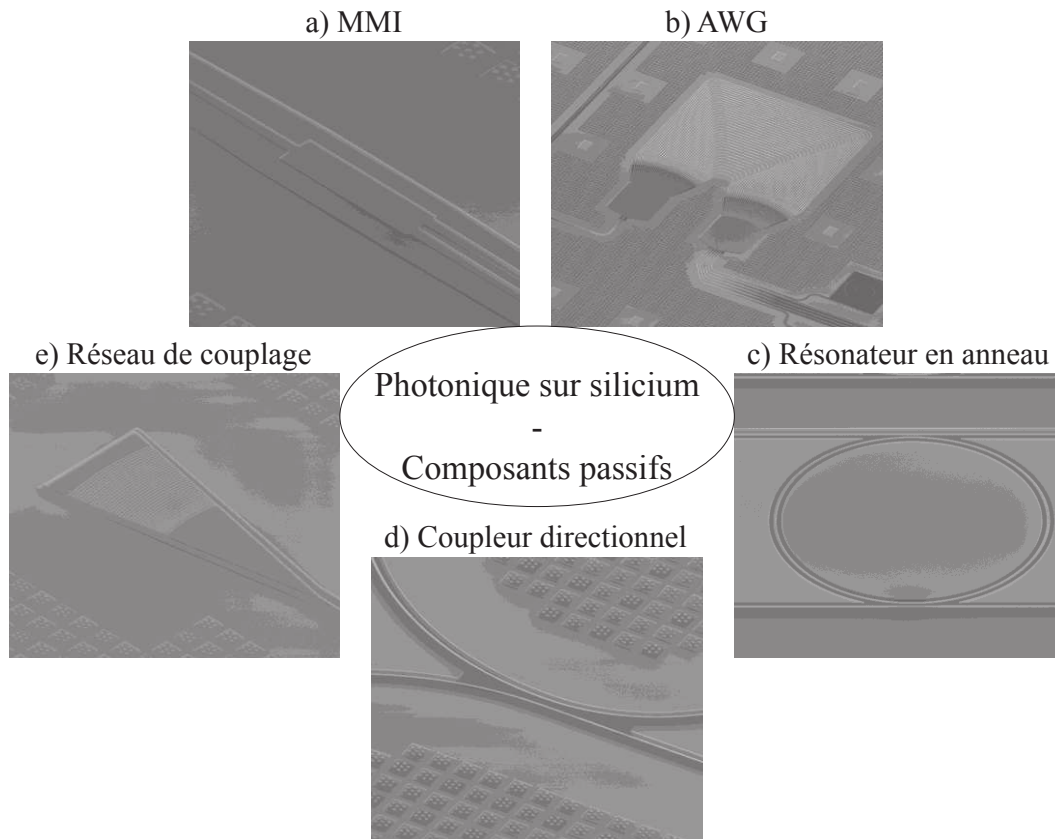 a) MMI
b) AWG
e) Réseau de couplage
c) Résonateur en anneau
Photonique sur silicium
-
Composants passifs
d) Coupleur directionnel